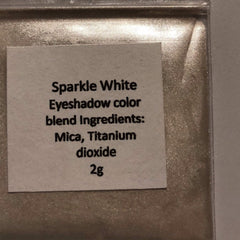 Sparkle White
Eyeshadow color
blend Ingredients:
Mica, Titanium
dioxide
2g